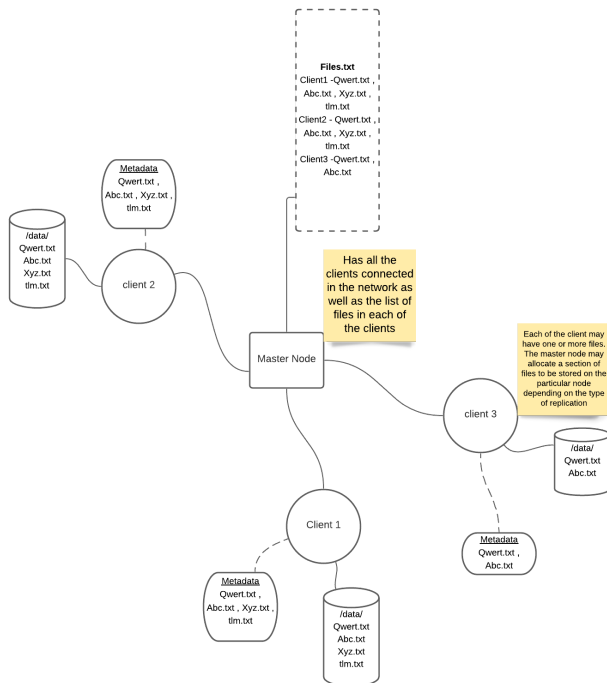 Files.txt
Client1 -Qwert.txt ,
Abc.txt , Xyz.txt ,
tlm.txt
Client2 - Qwert.txt ,
Abc.txt , Xyz.txt ,
tlm.txt
Client3 -Qwert.txt ,
Abc.txt
Metadata
Qwert.txt ,
Abc.txt , Xyz.txt ,
tlm.txt
/data/
Qwert.txt
Abc.txt
Xyz.txt
tlm.txt
client 2
Has all the
clients connected
in the network as
well as the list of
files in each of
the clients
Master Node
Each of the client may
have one or more files.
The master node may
allocate a section of
files to be stored on the
particular node
depending on the type
of replication
client 3
/data/
Qwert.txt
Abc.txt
Metadata
Qwert.txt ,
Abc.txt
Client 1
Metadata
Qwert.txt ,
Abc.txt , Xyz.txt ,
tlm.txt
/data/
Qwert.txt
Abc.txt
Xyz.txt
tlm.txt